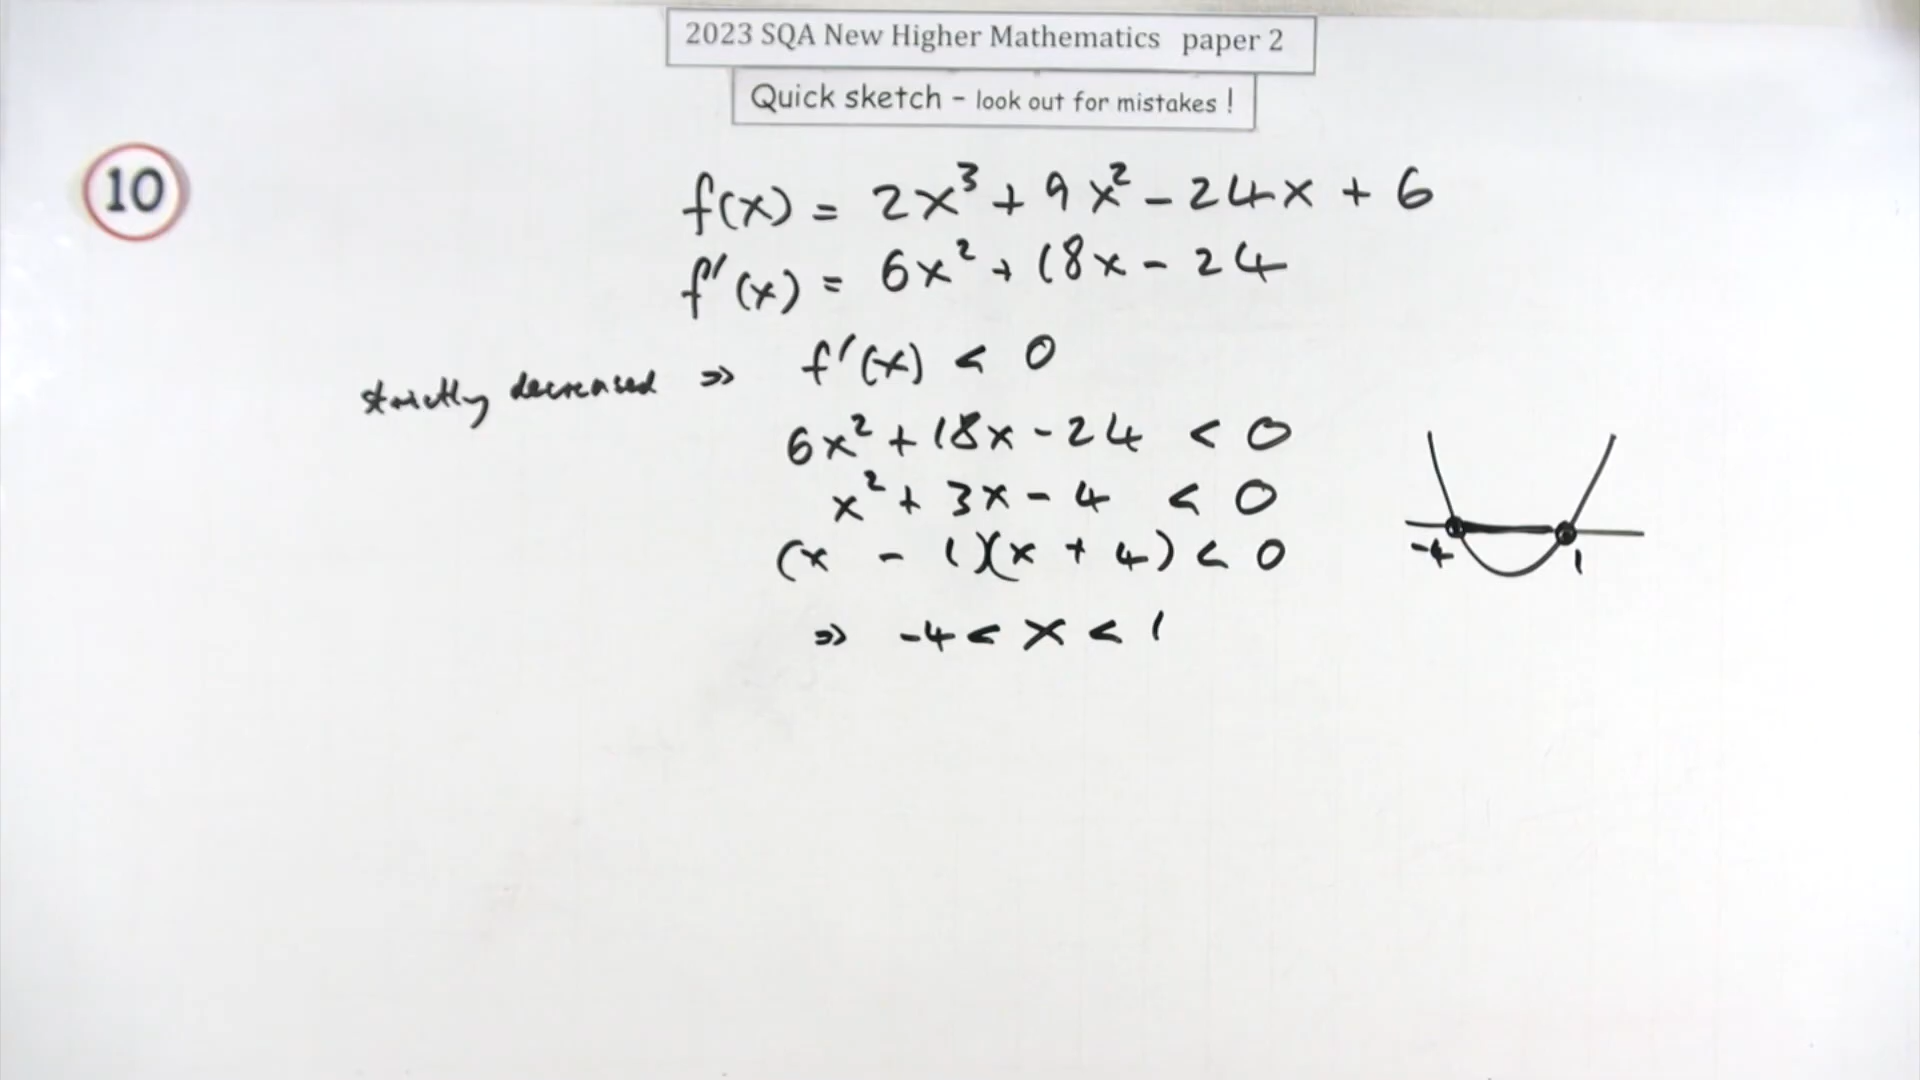 2023 SQA New Higher Mathematics paper 2
Quick sketch - look out for mistakes !
10
f(x) = 2x³ + 9x² - 24x + 6
f'(x) = 6x² + 18x - 24
strictly decreased => f'(x) < 0
6x² + 18x - 24 < 0
x² + 3x - 4 < 0
(x - 1)(x + 4) < 0
-4 1
=> -4 < x < 1